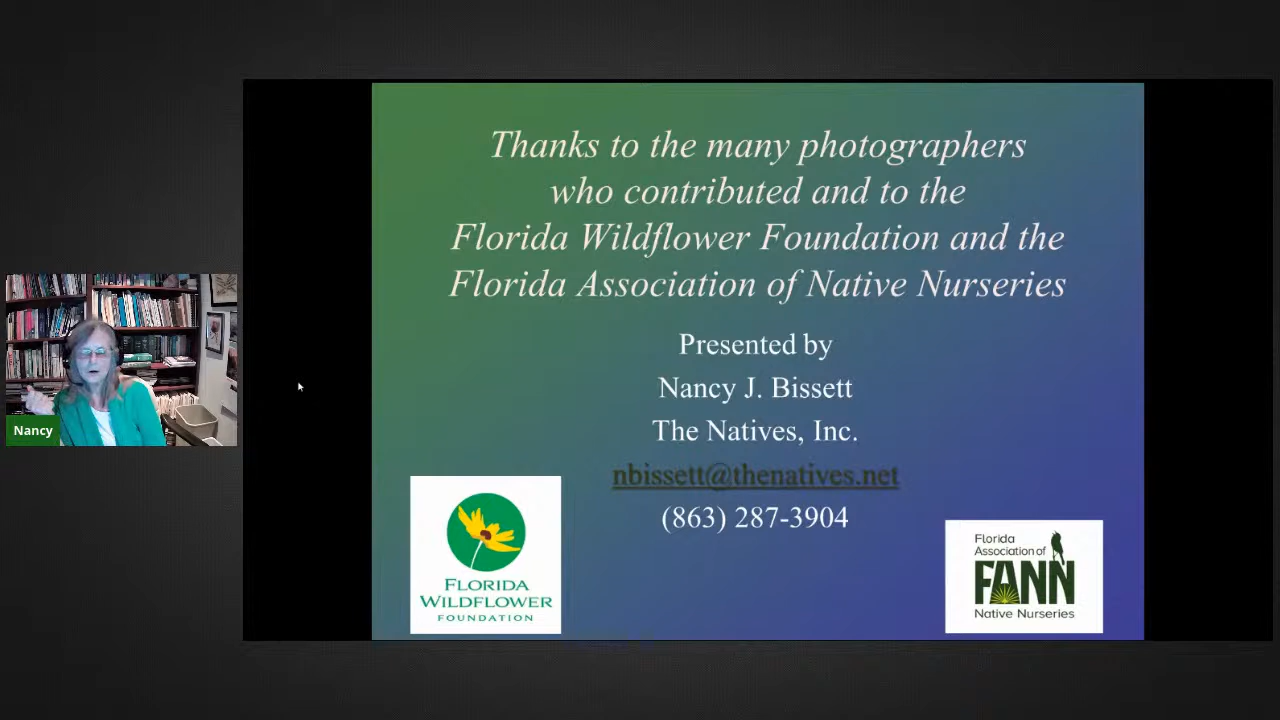 Thanks to the many photographers
who contributed and to the
Florida Wildflower Foundation and the
Florida Association of Native Nurseries
Presented by
Nancy J. Bissett
The Natives, Inc.
nbissett@thenatives.net
(863) 287-3904
Nancy
FLORIDA
WILDFLOWER
FOUNDATION
Florida
Association of
FANN
Native Nurseries